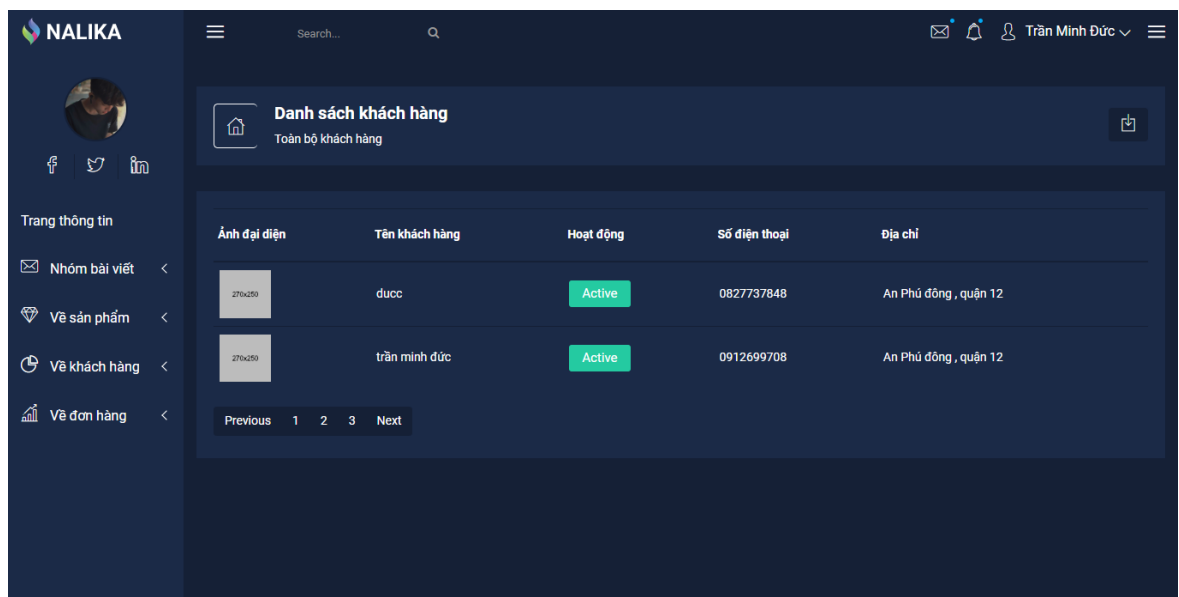 NALIKA
Search...
Trần Minh Đức
Danh sách khách hàng
Toàn bộ khách hàng
Trang thông tin
Nhóm bài viết
Về sản phẩm
Về khách hàng
Về đơn hàng
Ảnh đại diện Tên khách hàng Hoạt động Số điện thoại Địa chỉ
270x250 ducc Active 0827737848 An Phú đông , quận 12
270x250 trần minh đức Active 0912699708 An Phú đông , quận 12
Previous 1 2 3 Next